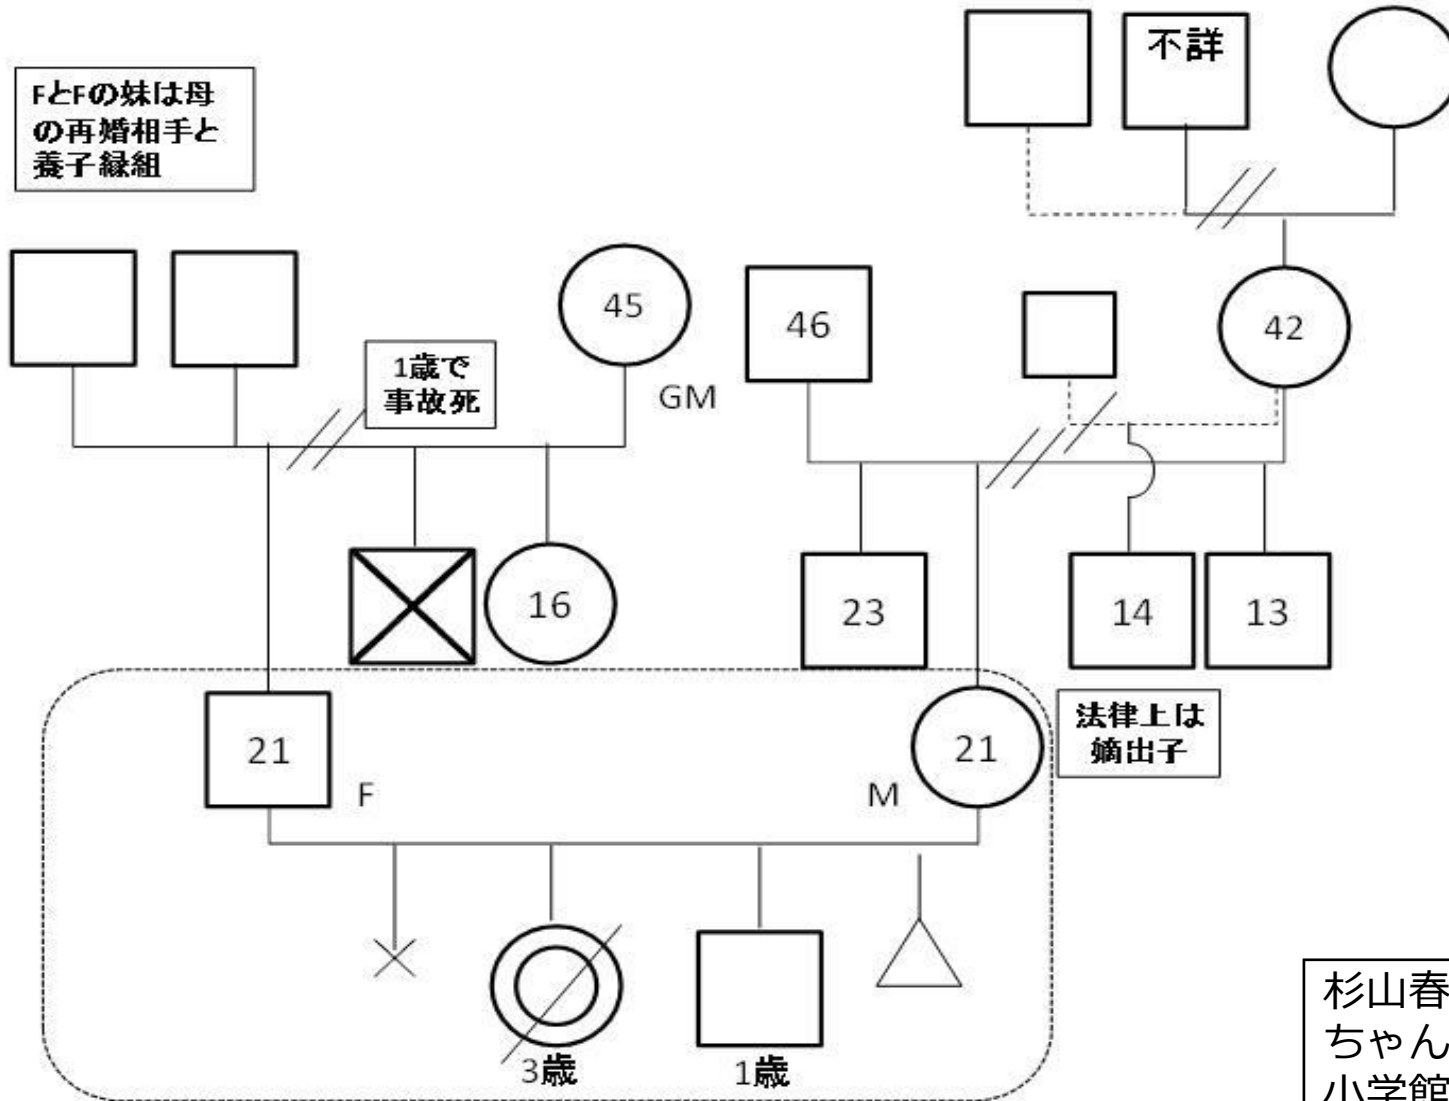 不詳
FとFの妹は母
の再婚相手と
養子縁組
45
GM
46
42
1歳で
事故死
16
23
14
13
法律上は
嫡出子
21
F
M
21
3歳
1歳
杉山春
ちゃん
小学館